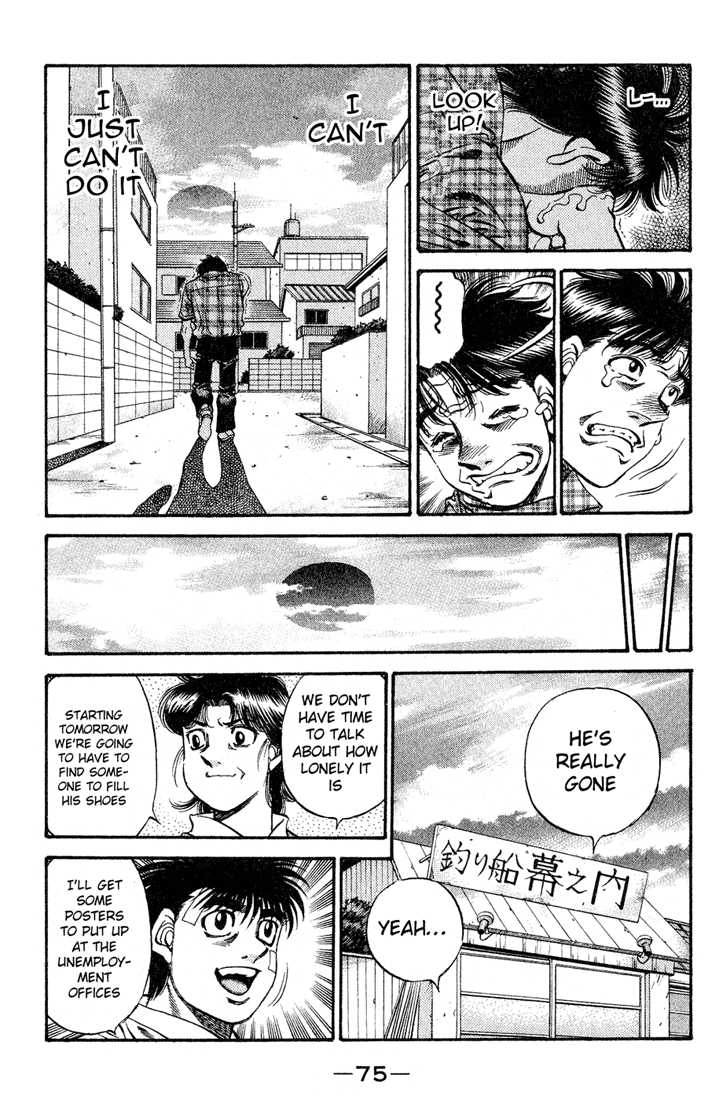 L-...
LOOK
UP!
I
CAN'T
I
JUST
CAN'T
DO IT
HE'S
REALLY
GONE
釣り船 幕之内
YEAH...
WE DON'T
HAVE TIME
TO TALK
ABOUT HOW
LONELY IT
IS
STARTING
TOMORROW
WE'RE GOING
TO HAVE TO
FIND SOME-
ONE TO FILL
HIS SHOES
I'LL GET
SOME
POSTERS
TO PUT UP
AT THE
UNEMPLOY-
MENT
OFFICES
—75—